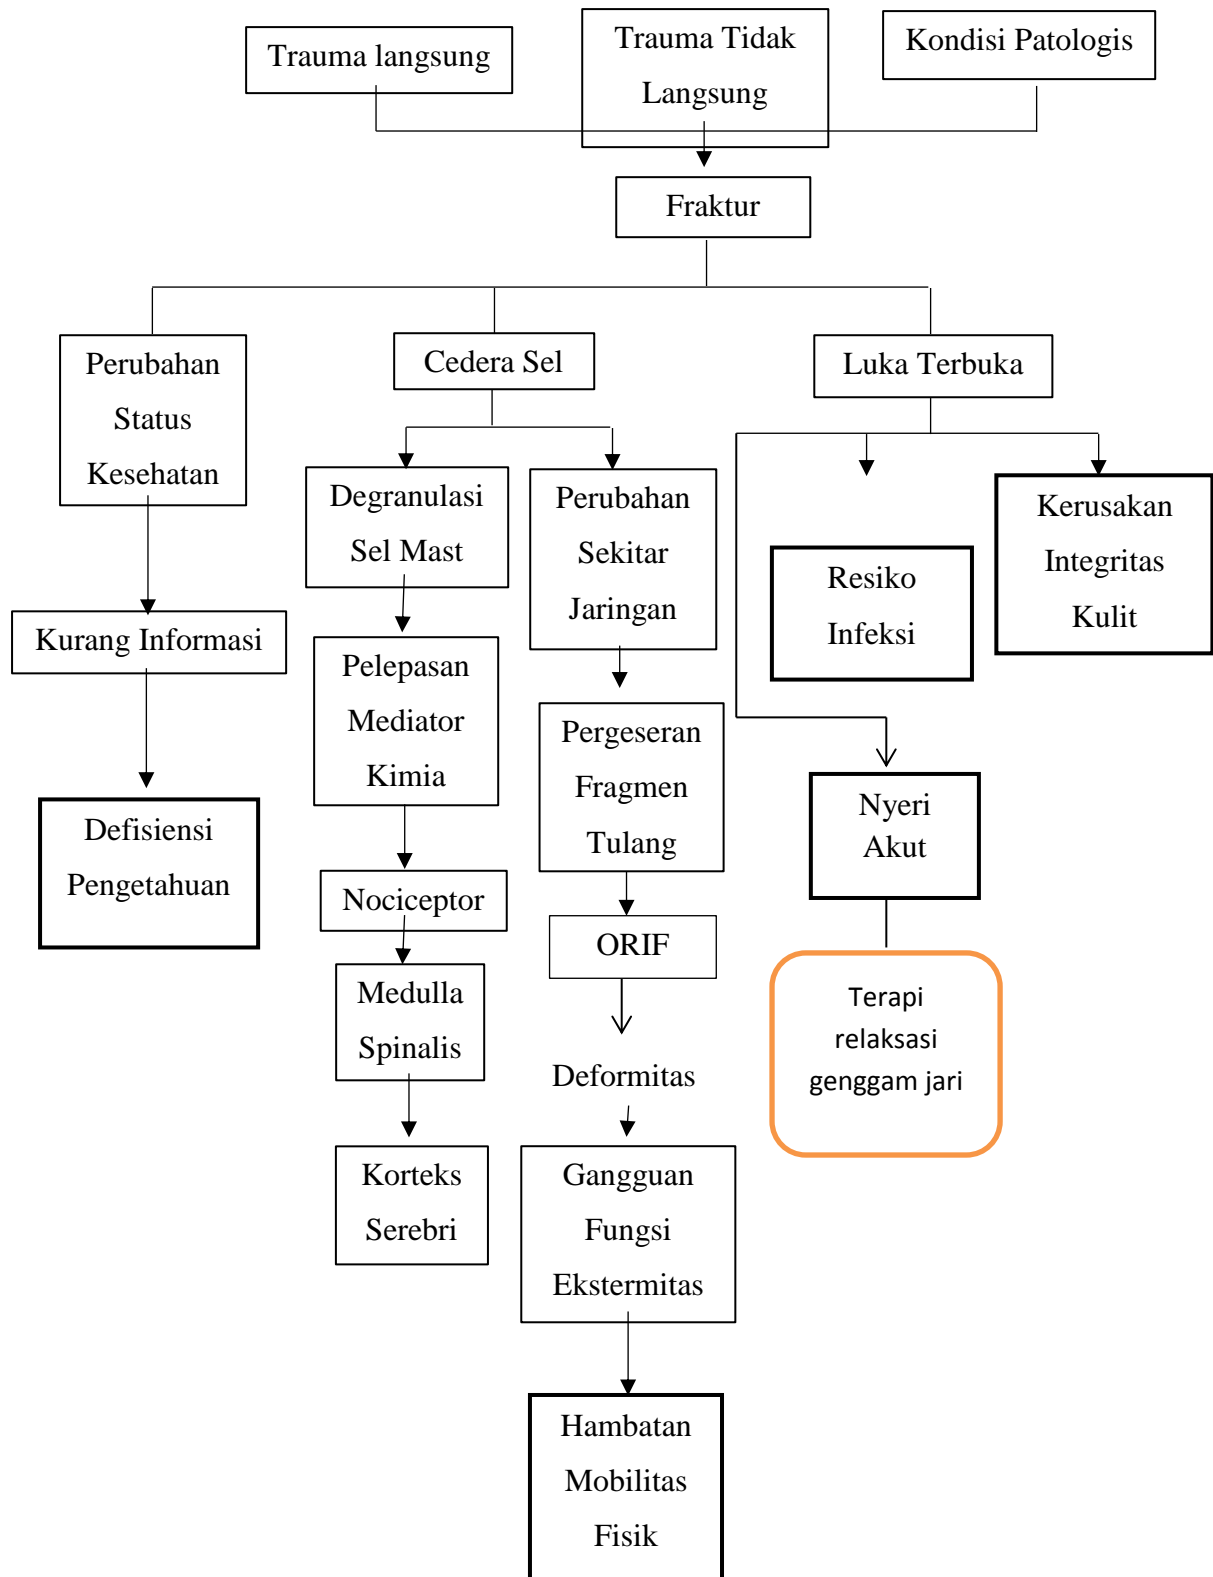 Trauma langsung
Trauma Tidak
Langsung
Kondisi Patologis
Fraktur
Perubahan
Status
Kesehatan
Cedera Sel
Luka Terbuka
Degranulasi
Sel Mast
Perubahan
Sekitar
Jaringan
Resiko
Infeksi
Kerusakan
Integritas
Kulit
Kurang Informasi
Pelepasan
Mediator
Kimia
Pergeseran
Fragmen
Tulang
Defisiensi
Pengetahuan
Nyeri
Akut
Nociceptor
ORIF
Medulla
Spinalis
Deformitas
Terapi
relaksasi
genggam jari
Korteks
Serebri
Gangguan
Fungsi
Ekstermitas
Hambatan
Mobilitas
Fisik